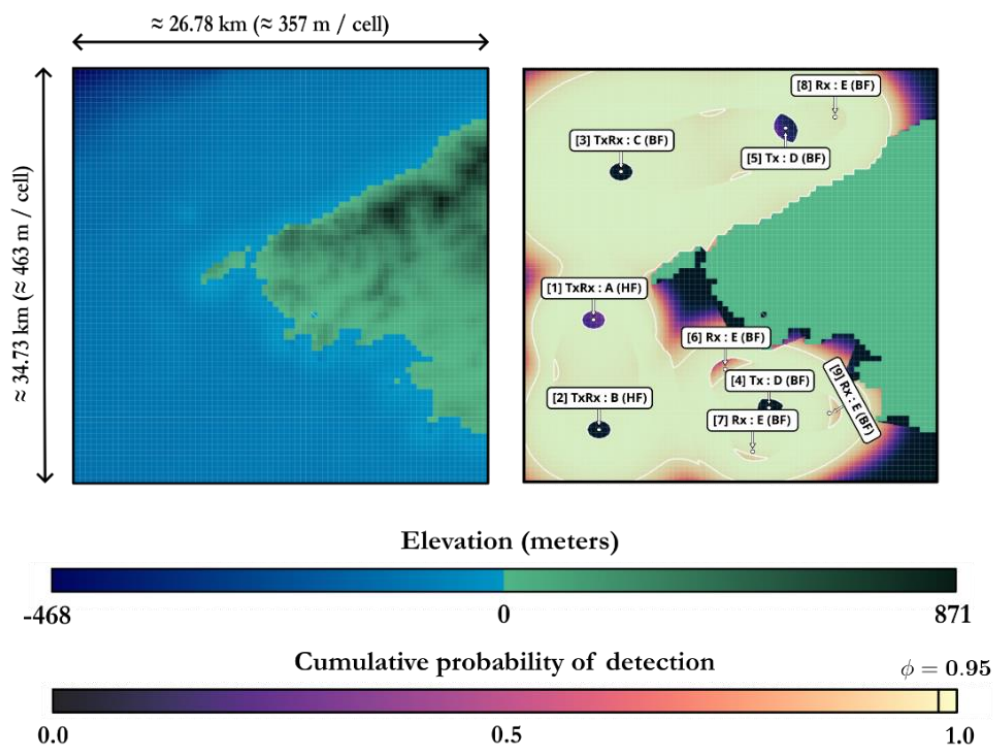 ≈ 26.78 km (≈ 357 m / cell)
≈ 34.73 km (≈ 463 m / cell)
[8] Rx : E (BF)
[3] TxRx : C (BF)
[5] Tx : D (BF)
[1] TxRx : A (HF)
[6] Rx : E (BF)
[4] Tx : D (BF)
[9] Rx : E (BF)
[2] TxRx : B (HF)
[7] Rx : E (BF)
Elevation (meters)
-468 0 871
Cumulative probability of detection
ϕ = 0.95
0.0 0.5 1.0